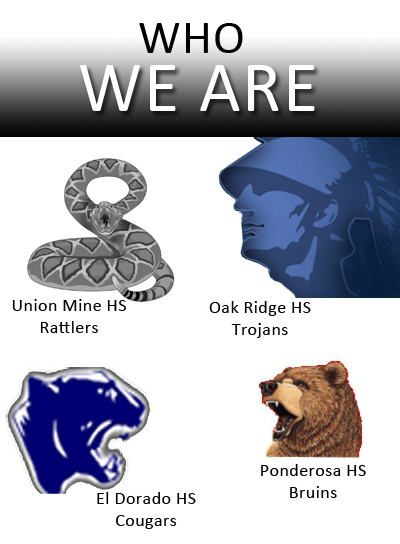 WHO
WE ARE
Union Mine HS
Rattlers
Oak Ridge HS
Trojans
El Dorado HS
Cougars
Ponderosa HS
Bruins